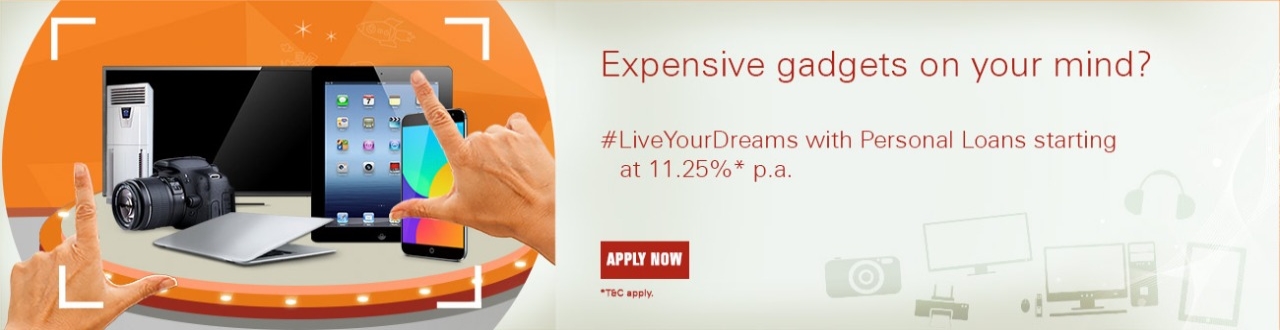 Expensive gadgets on your mind?
#LiveYourDreams with Personal Loans starting
at 11.25%* p.a.
APPLY NOW
*T&C apply.